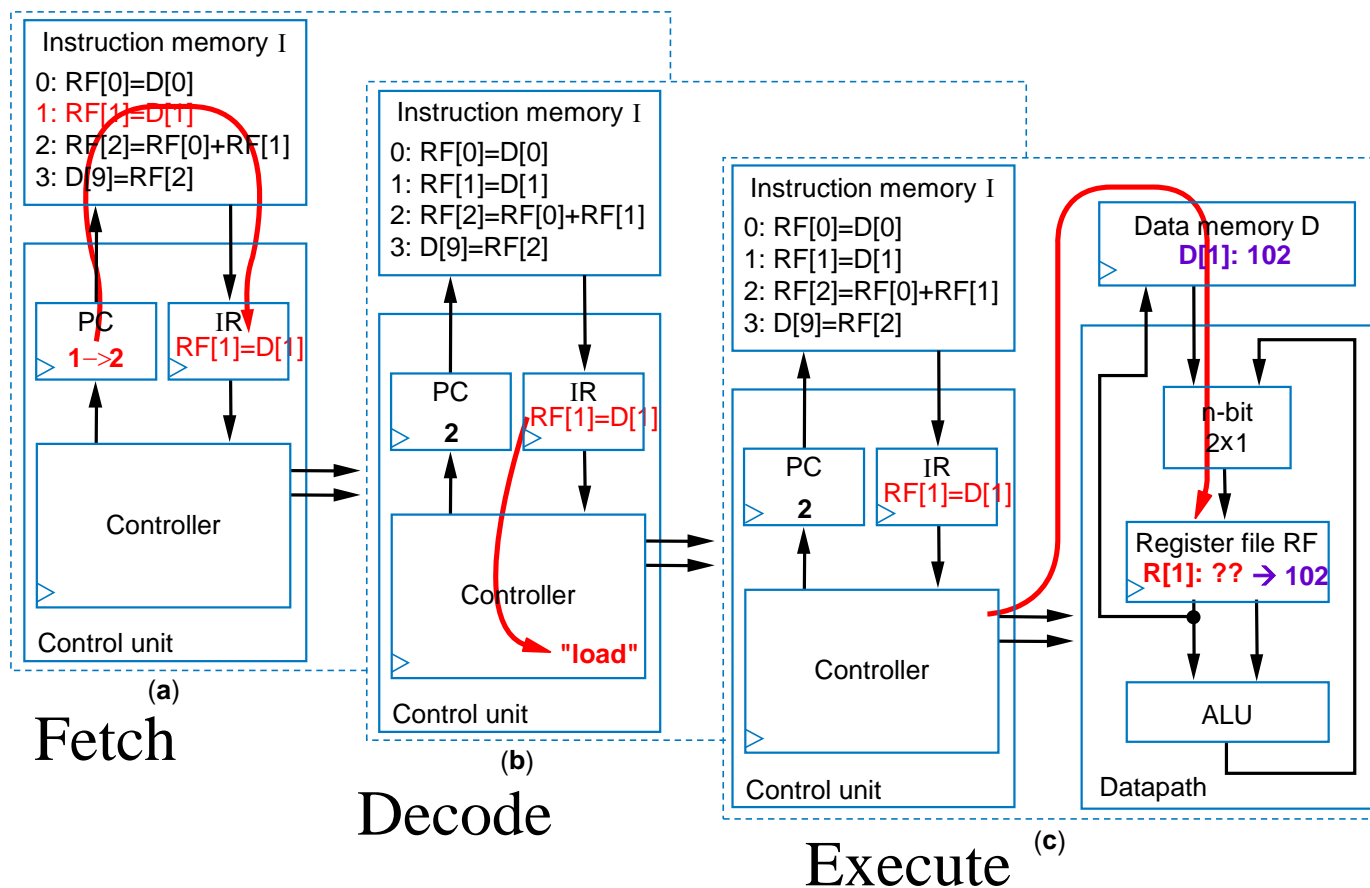 Instruction memory I
0: RF[0]=D[0]
1: RF[1]=D[1]
2: RF[2]=RF[0]+RF[1]
3: D[9]=RF[2]
PC
1–>2
IR
RF[1]=D[1]
Controller
Control unit
(a)
Fetch
Instruction memory I
0: RF[0]=D[0]
1: RF[1]=D[1]
2: RF[2]=RF[0]+RF[1]
3: D[9]=RF[2]
PC
2
IR
RF[1]=D[1]
Controller
"load"
Control unit
(b)
Decode
Instruction memory I
0: RF[0]=D[0]
1: RF[1]=D[1]
2: RF[2]=RF[0]+RF[1]
3: D[9]=RF[2]
PC
2
IR
RF[1]=D[1]
Controller
Control unit
Data memory D
D[1]: 102
n-bit
2x1
Register file RF
R[1]: ?? → 102
ALU
Datapath
(c)
Execute